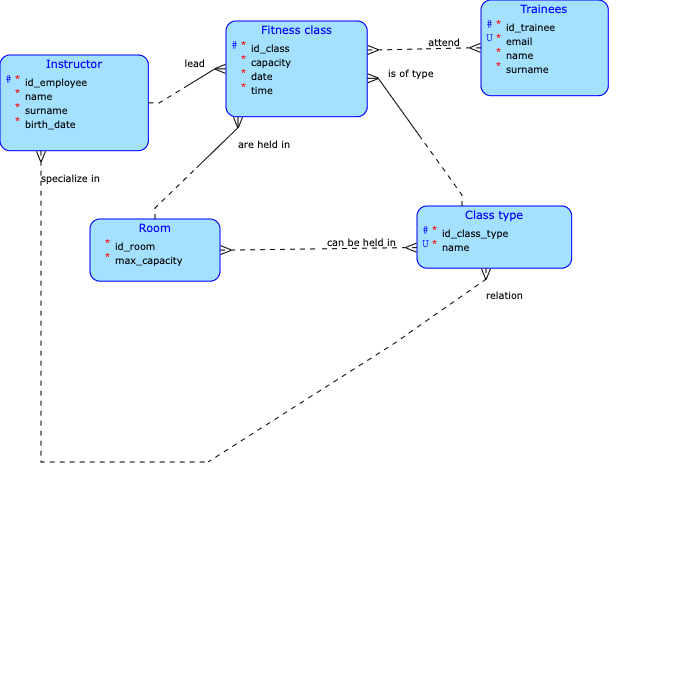 Trainees
# * id_trainee
U * email
* name
* surname
Fitness class
# * id_class
* capacity
* date
* time
attend
Instructor
# * id_employee
* name
* surname
* birth_date
lead
is of type
are held in
specialize in
Room
* id_room
* max_capacity
can be held in
Class type
# * id_class_type
U * name
relation